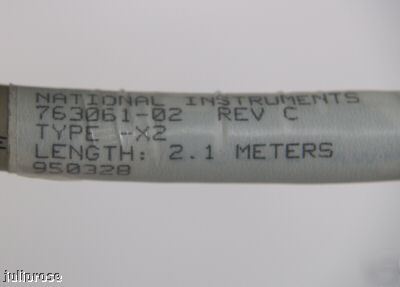 NATIONAL INSTRUMENTS
763061-02 REV C
TYPE -X2
LENGTH: 2.1 METERS
950328
juliprose